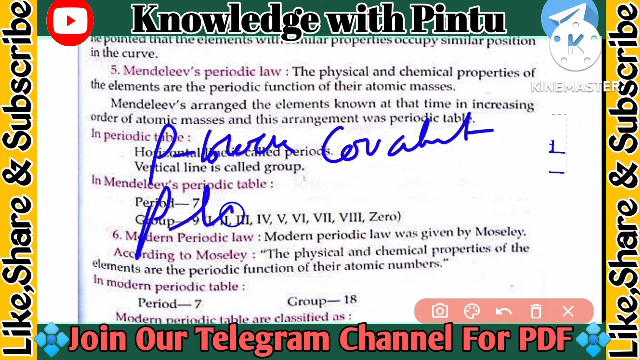 Knowledge with Pintu
Like,Share & Subscribe
Like,Share & Subscribe
KINEMASTER
he pointed that the elements with similar properties occupy similar position
in the curve.
5. Mendeleev's periodic law : The physical and chemical properties of
the elements are the periodic function of their atomic masses.
Mendeleev's arranged the elements known at that time in increasing
order of atomic masses and this arrangement was periodic table.
In periodic table :
Horizontal line is called periods.
Vertical line is called group.
In Mendeleev's periodic table :
Period— 7
Group— 9 (I, II, III, IV, V, VI, VII, VIII, Zero)
6. Modern Periodic law : Modern periodic law was given by Moseley.
According to Moseley : "The physical and chemical properties of the
elements are the periodic function of their atomic numbers."
In modern periodic table :
Period—7 Group—18
Modern periodic table are classified as :
Join Our Telegram Channel For PDF